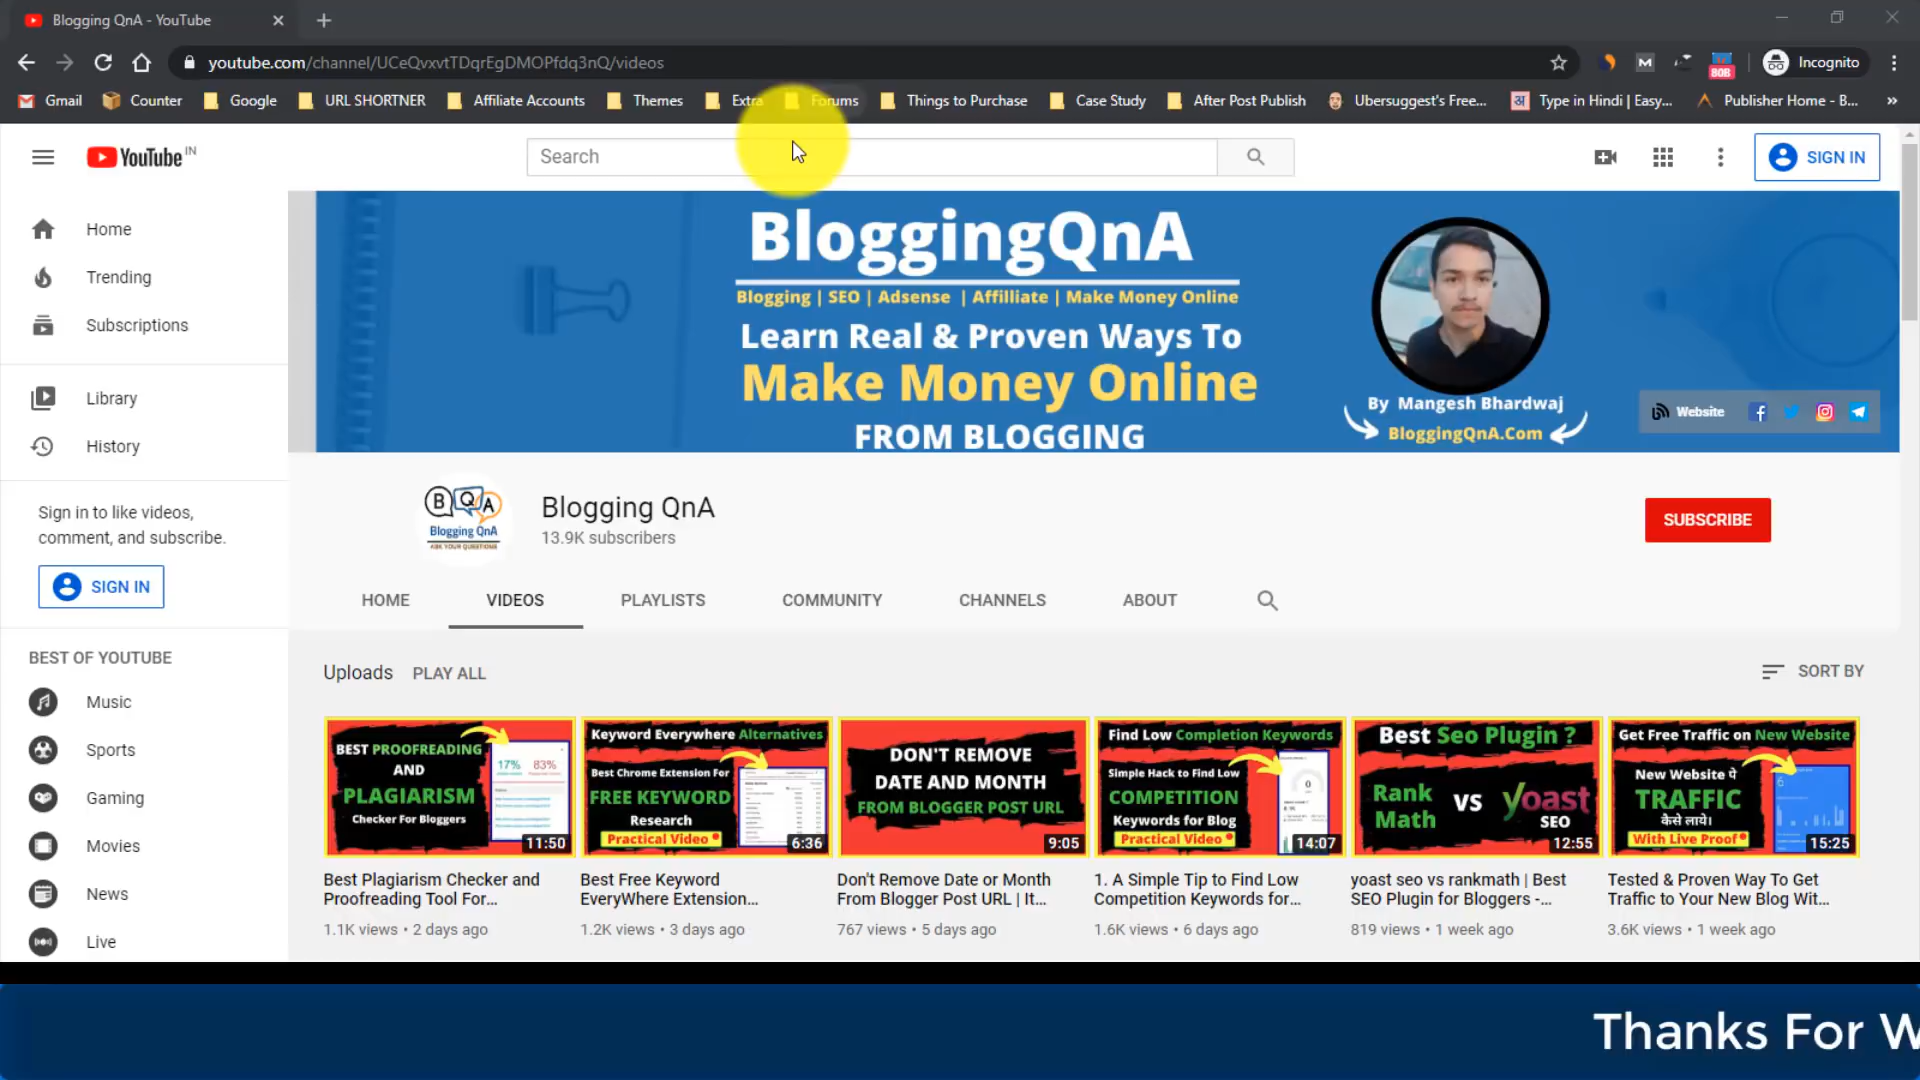 Blogging QnA - YouTube
youtube.com/channel/UCeQvxvtTDqrEgDMOPfdq3nQ/videos
Incognito
Gmail
Counter
Google
URL SHORTNER
Affiliate Accounts
Themes
Extra
Forums
Things to Purchase
Case Study
After Post Publish
Ubersuggest's Free...
Type in Hindi | Easy,...
Publisher Home - B...
YouTube IN
Search
SIGN IN
Home
Trending
Subscriptions
Library
History
Sign in to like videos,
comment, and subscribe.
SIGN IN
BEST OF YOUTUBE
Music
Sports
Gaming
Movies
News
Live
BloggingQnA
Blogging | SEO | Adsense | Affilliate | Make Money Online
Learn Real & Proven Ways To
Make Money Online
FROM BLOGGING
By Mangesh Bhardwaj
BloggingQnA.Com
Website
BQA
Blogging QnA
ASK YOUR QUESTIONS
Blogging QnA
13.9K subscribers
SUBSCRIBE
HOME
VIDEOS
PLAYLISTS
COMMUNITY
CHANNELS
ABOUT
Uploads
PLAY ALL
SORT BY
BEST PROOFREADING
AND
PLAGIARISM
Checker For Bloggers
17% 83%
11:50
Best Plagiarism Checker and
Proofreading Tool For...
1.1K views • 2 days ago
Keyword Everywhere Alternatives
Best Chrome Extension For
FREE KEYWORD
Research
Practical Video
6:36
Best Free Keyword
EveryWhere Extension...
1.2K views • 3 days ago
DON'T REMOVE
DATE AND MONTH
FROM BLOGGER POST URL
9:05
Don't Remove Date or Month
From Blogger Post URL | It...
767 views • 5 days ago
Find Low Completion Keywords
Simple Hack to Find Low
COMPETITION
Keywords for Blog
Practical Video
14:07
1. A Simple Tip to Find Low
Competition Keywords for...
1.6K views • 6 days ago
Best Seo Plugin ?
Rank
Math
VS
yoast
SEO
12:55
yoast seo vs rankmath | Best
SEO Plugin for Bloggers -...
819 views • 1 week ago
Get Free Traffic on New Website
New Website पे
TRAFFIC
कैसे लाये।
With Live Proof
15:25
Tested & Proven Way To Get
Traffic to Your New Blog Wit...
3.6K views • 1 week ago
Thanks For W